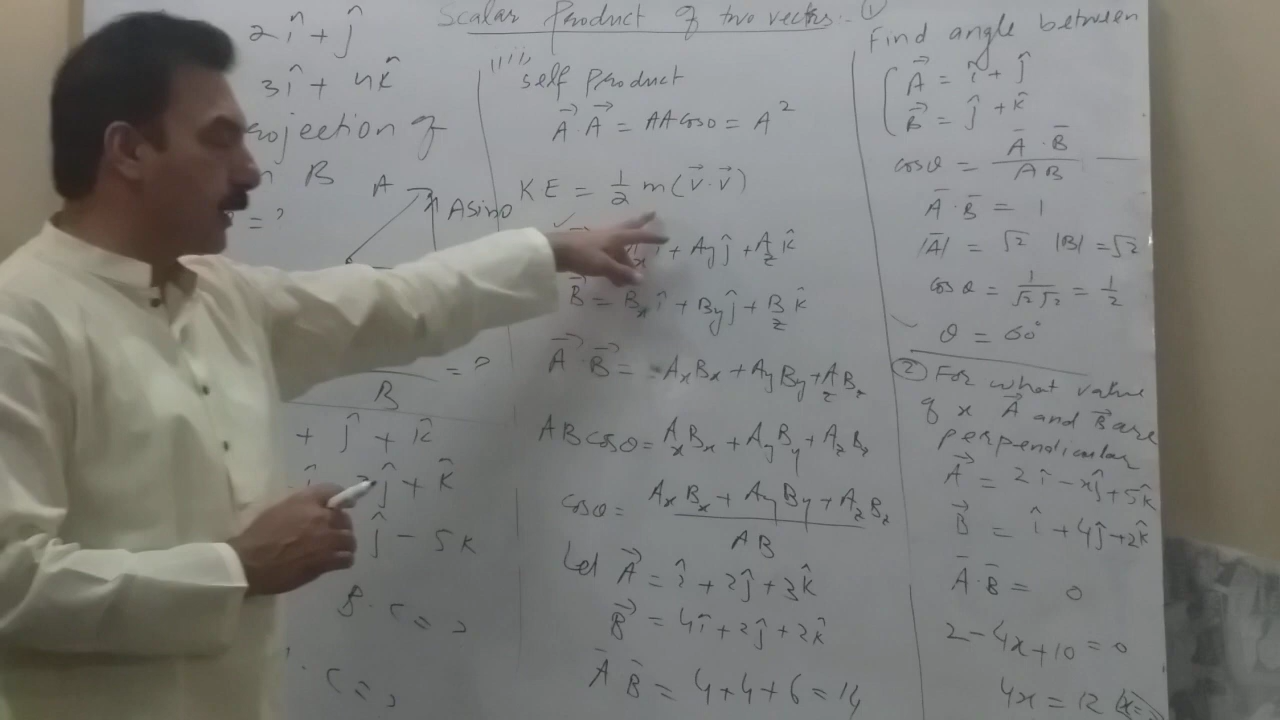 Scalar Product of two vectors:-
2î + ĵ
3î + 4k̂
ojection of
B
A
= ?
A sinθ
B
= ?
+ ĵ + k̂
ĵ + k̂
ĵ - 5k
B. C = ?
C = ?
self Product
A⃗.A⃗ = AA cos0 = A²
KE = 1/2 m(v⃗.v⃗)
+ Ayĵ + Azk̂
B⃗ = Bxî + Byĵ + Bzk̂
A⃗.B⃗ = AxBx + AyBy + AzBz
AB cosθ = AxBx + AyBy + AzBz
cosθ = AxBx + AyBy + AzBz / AB
Let A⃗ = î + 2ĵ + 3k̂
B⃗ = 4î + 2ĵ + 2k̂
A̅ B̅ = 4+4+6 = 14
①
Find angle between
A⃗ = î + ĵ
B⃗ = ĵ + k̂
cosθ = A̅.B̅ / AB
A̅.B̅ = 1
|A̅| = √2 |B| = √2
cosθ = 1/√2√2 = 1/2
θ = 60°
② For what value
of x A⃗ and B⃗ are
perpendicular
A⃗ = 2î - xĵ + 5k̂
B⃗ = î + 4ĵ + 2k̂
A̅.B̅ = 0
2 - 4x + 10 = 0
4x = 12